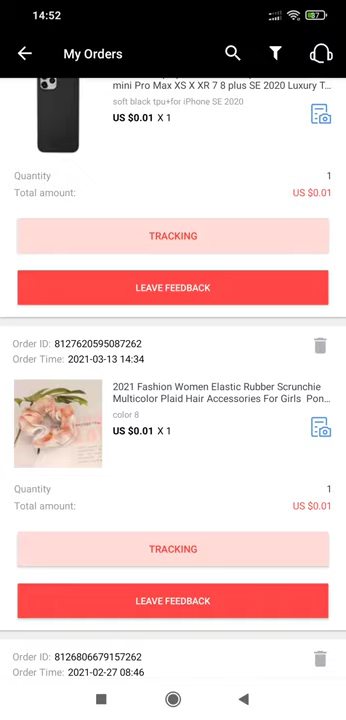 14:52
87
My Orders
mini Pro Max XS X XR 7 8 plus SE 2020 Luxury T...
soft black tpu+for iPhone SE 2020
US $0.01 X 1
Quantity 1
Total amount: US $0.01
TRACKING
LEAVE FEEDBACK
Order ID: 8127620595087262
Order Time: 2021-03-13 14:34
2021 Fashion Women Elastic Rubber Scrunchie
Multicolor Plaid Hair Accessories For Girls Pon...
color 8
US $0.01 X 1
Quantity 1
Total amount: US $0.01
TRACKING
LEAVE FEEDBACK
Order ID: 8126806679157262
Order Time: 2021-02-27 08:46